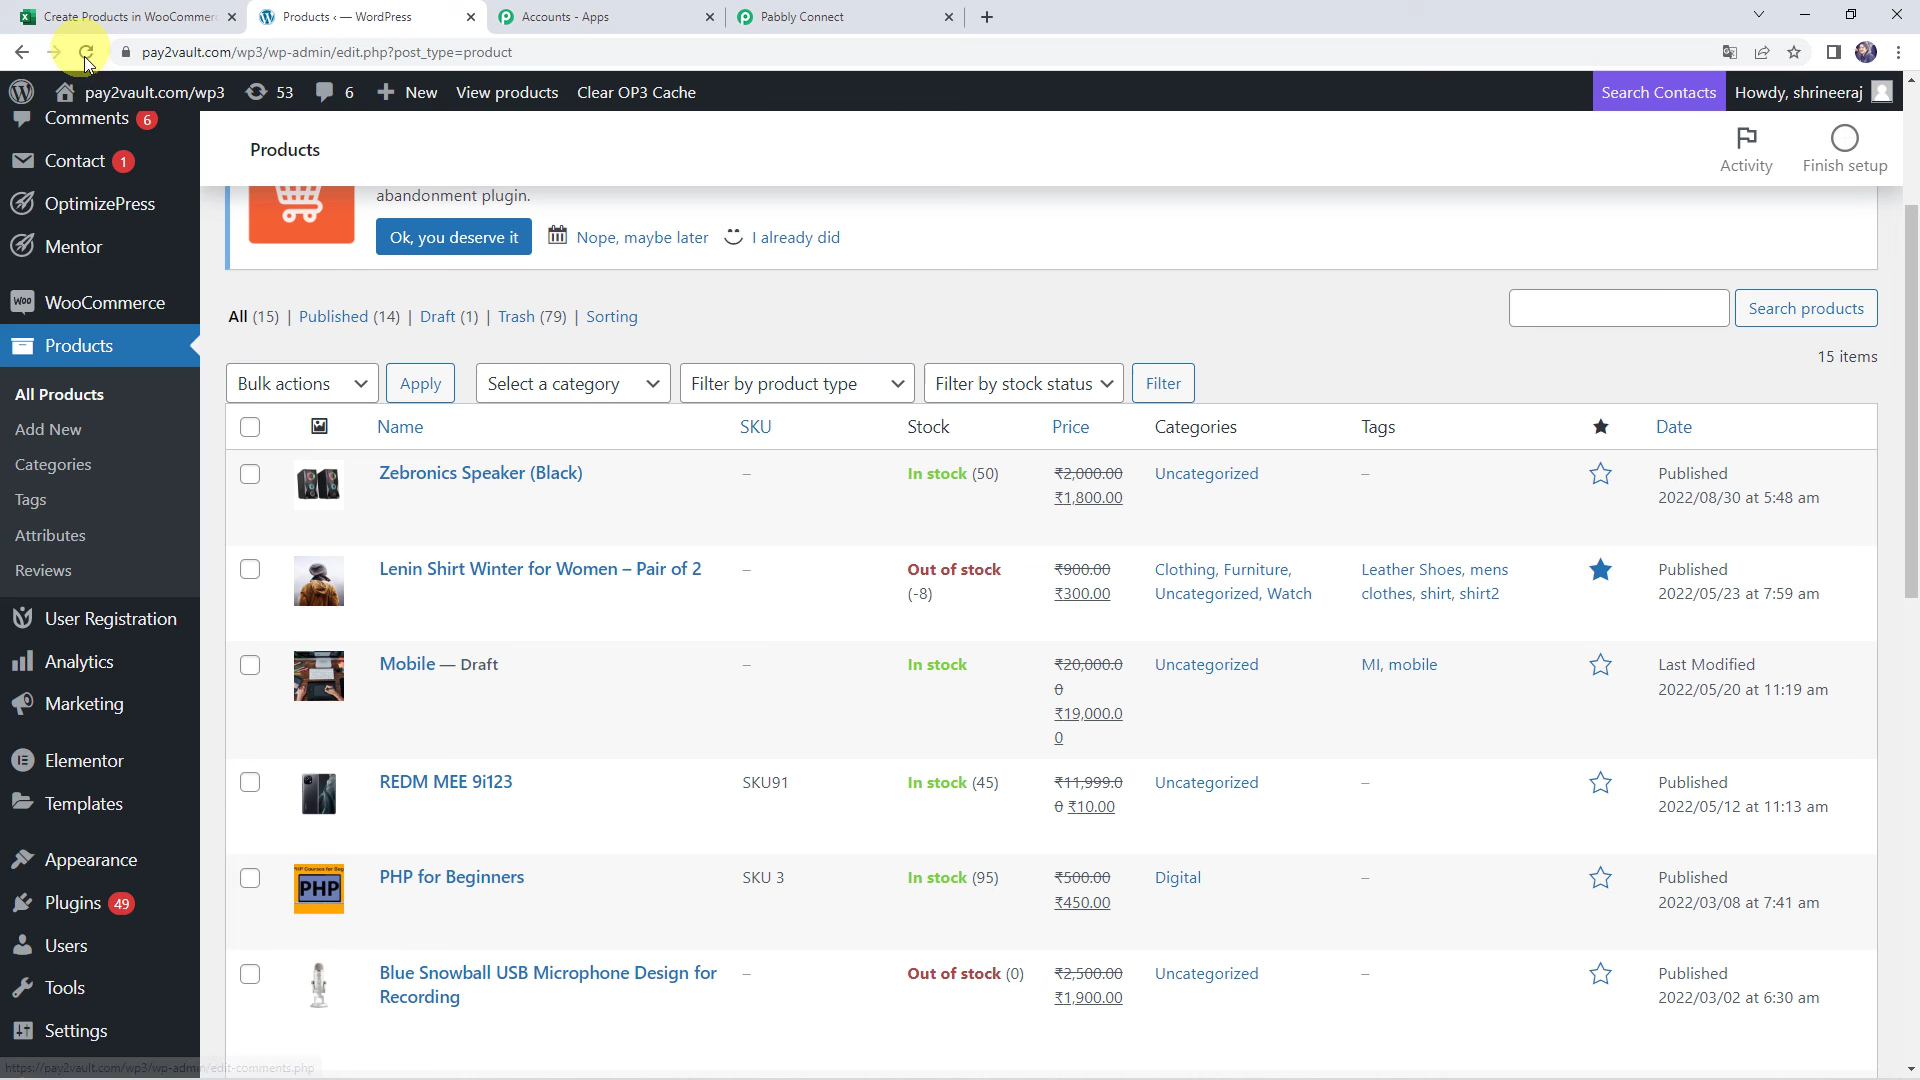 Create Products in WooCommerc
Products ‹ — WordPress
Accounts - Apps
Pabbly Connect
pay2vault.com/wp3/wp-admin/edit.php?post_type=product
pay2vault.com/wp3
53
6
New
View products
Clear OP3 Cache
Search Contacts
Howdy, shrineeraj
Comments 6
Contact 1
OptimizePress
Mentor
WooCommerce
Products
All Products
Add New
Categories
Tags
Attributes
Reviews
User Registration
Analytics
Marketing
Elementor
Templates
Appearance
Plugins 49
Users
Tools
Settings
https://pay2vault.com/wp3/wp-admin/edit-comments.php
Products
Activity
Finish setup
abandonment plugin.
Ok, you deserve it
Nope, maybe later
I already did
All (15) | Published (14) | Draft (1) | Trash (79) | Sorting
Search products
15 items
Bulk actions
Apply
Select a category
Filter by product type
Filter by stock status
Filter
Name SKU Stock Price Categories Tags Date
Zebronics Speaker (Black) – In stock (50) ₹2,000.00 Uncategorized – Published
₹1,800.00 2022/08/30 at 5:48 am
Lenin Shirt Winter for Women – Pair of 2 – Out of stock ₹900.00 Clothing, Furniture, Leather Shoes, mens Published
(-8) ₹300.00 Uncategorized, Watch clothes, shirt, shirt2 2022/05/23 at 7:59 am
Mobile — Draft – In stock ₹20,000.0 Uncategorized MI, mobile Last Modified
0 2022/05/20 at 11:19 am
₹19,000.0
0
REDM MEE 9i123 SKU91 In stock (45) ₹11,999.0 Uncategorized – Published
0 ₹10.00 2022/05/12 at 11:13 am
PHP for Beginners SKU 3 In stock (95) ₹500.00 Digital – Published
PHP
₹450.00 2022/03/08 at 7:41 am
Blue Snowball USB Microphone Design for – Out of stock (0) ₹2,500.00 Uncategorized – Published
Recording ₹1,900.00 2022/03/02 at 6:30 am